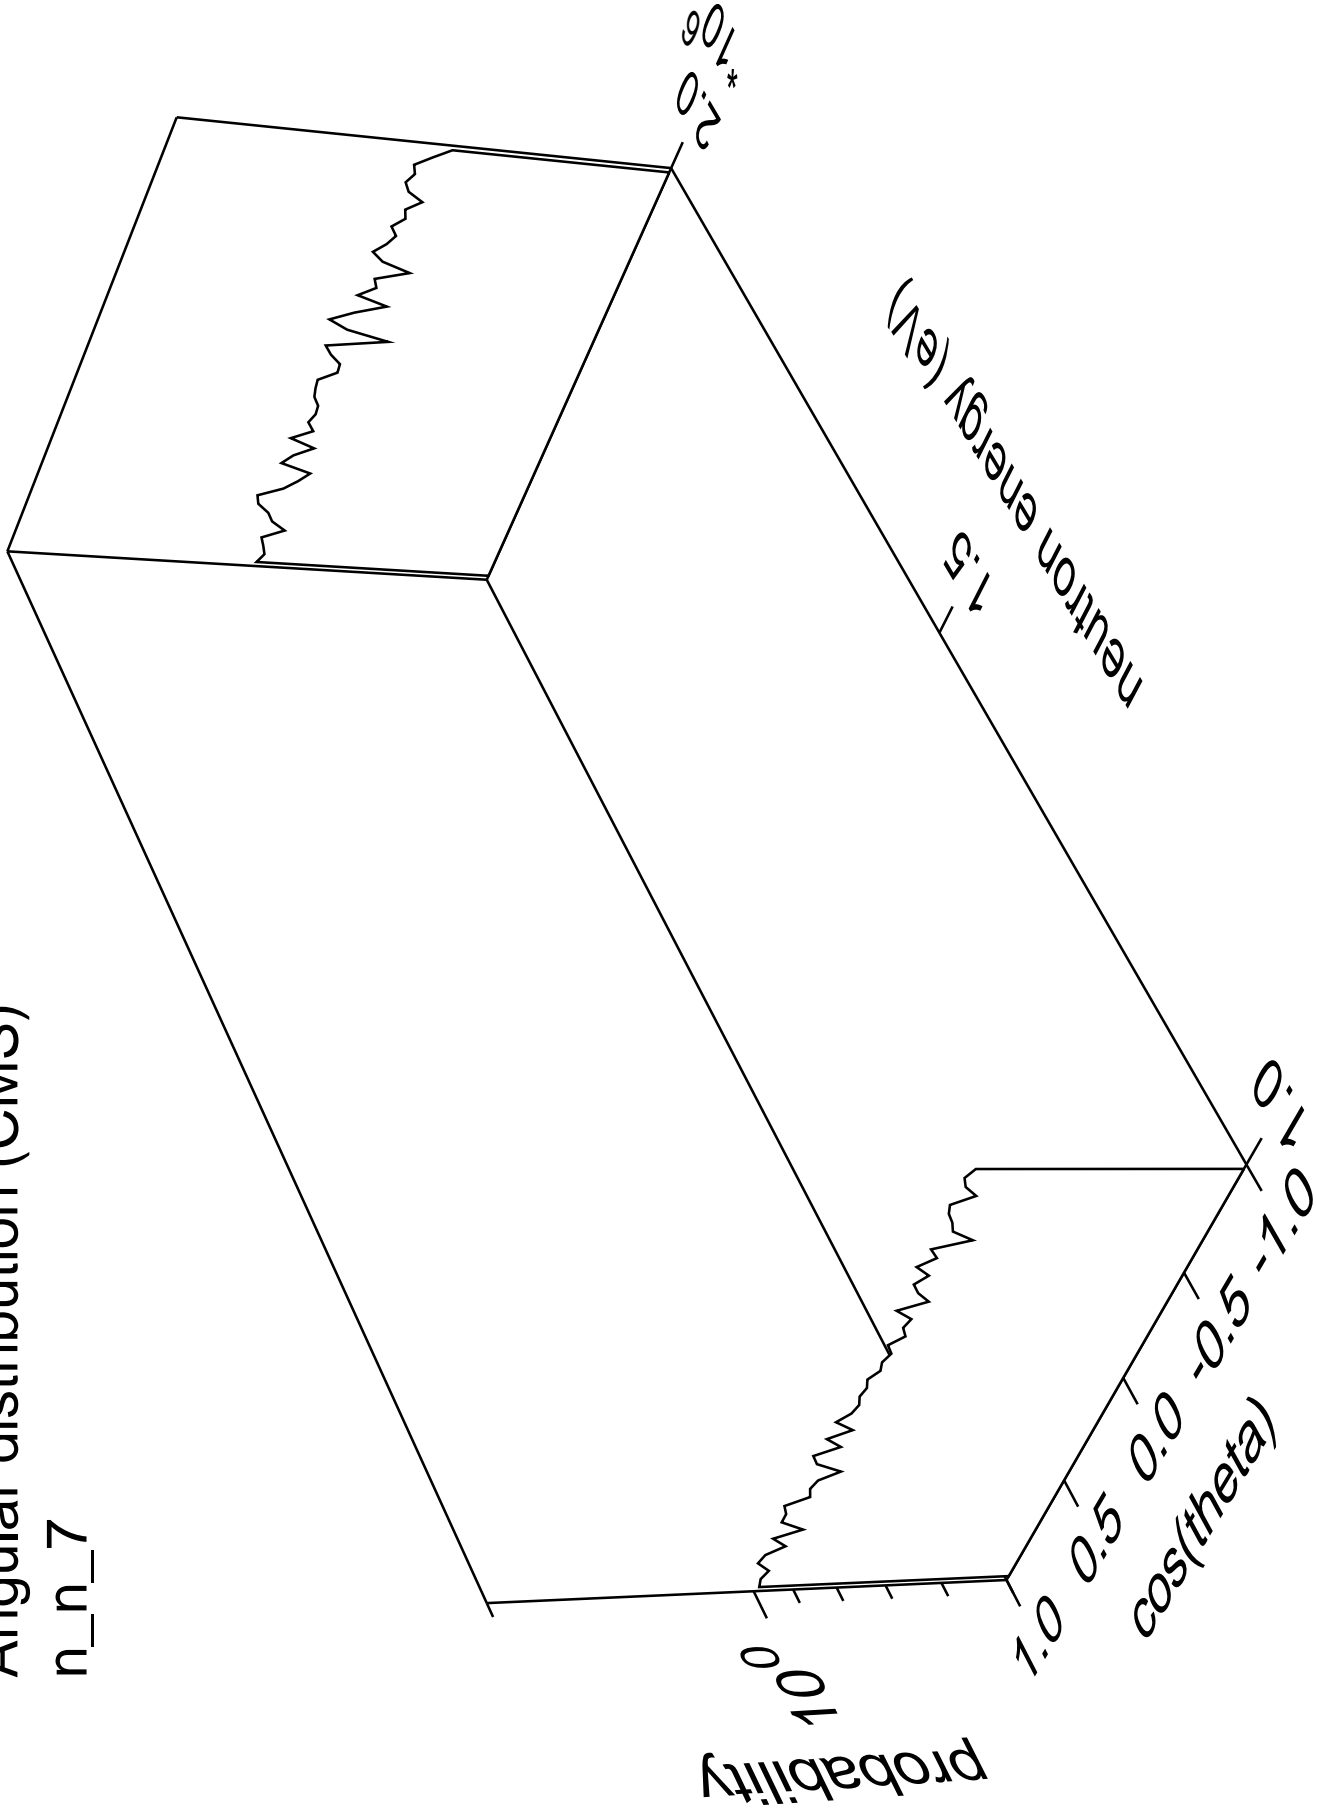 Angular distribution (CMS)
n_n_7
probability
10^0
1.0 0.5 0.0 -0.5 -1.0
cos(theta)
1.0 1.5 2.0 *10^6
neutron energy (eV)